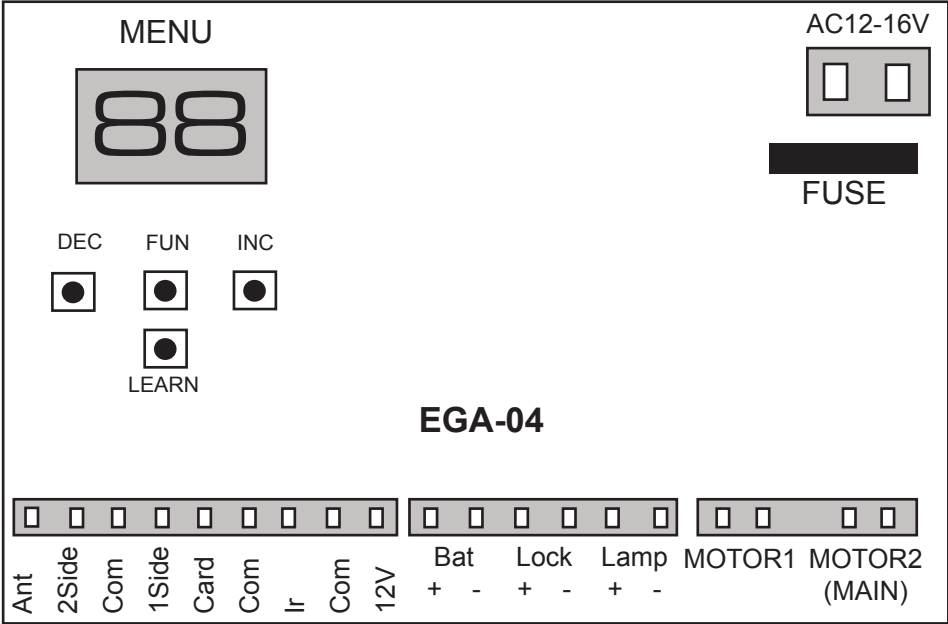 MENU
AC12-16V
88
FUSE
DEC FUN INC
LEARN
EGA-04
Ant 2Side Com 1Side Card Com Ir Com 12V
Bat Lock Lamp
+ - + - + -
MOTOR1 MOTOR2
(MAIN)